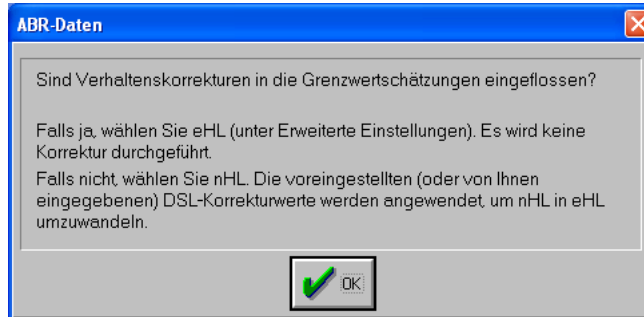 ABR-Daten
Sind Verhaltenskorrekturen in die Grenzwertschätzungen eingeflossen?
Falls ja, wählen Sie eHL (unter Erweiterte Einstellungen). Es wird keine
Korrektur durchgeführt.
Falls nicht, wählen Sie nHL. Die voreingestellten (oder von Ihnen
eingegebenen) DSL-Korrekturwerte werden angewendet, um nHL in eHL
umzuwandeln.
OK